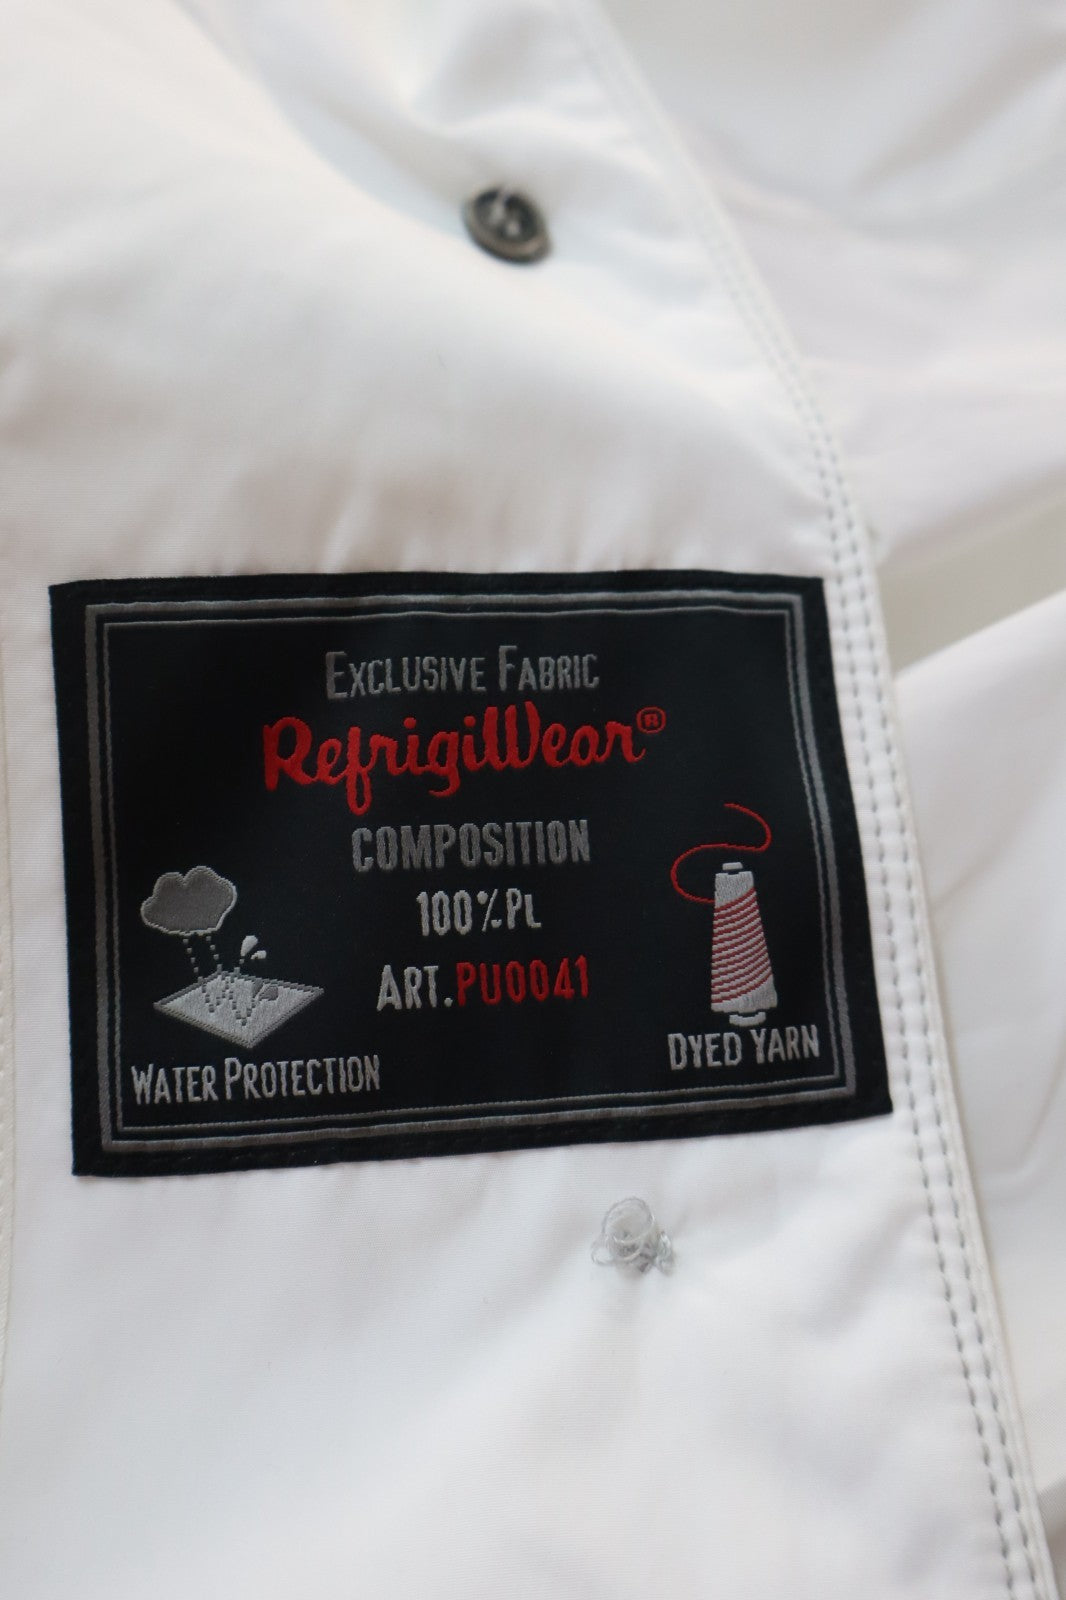 EXCLUSIVE FABRIC
RefrigiWear®
COMPOSITION
100%PL
ART.PU0041
WATER PROTECTION
DYED YARN